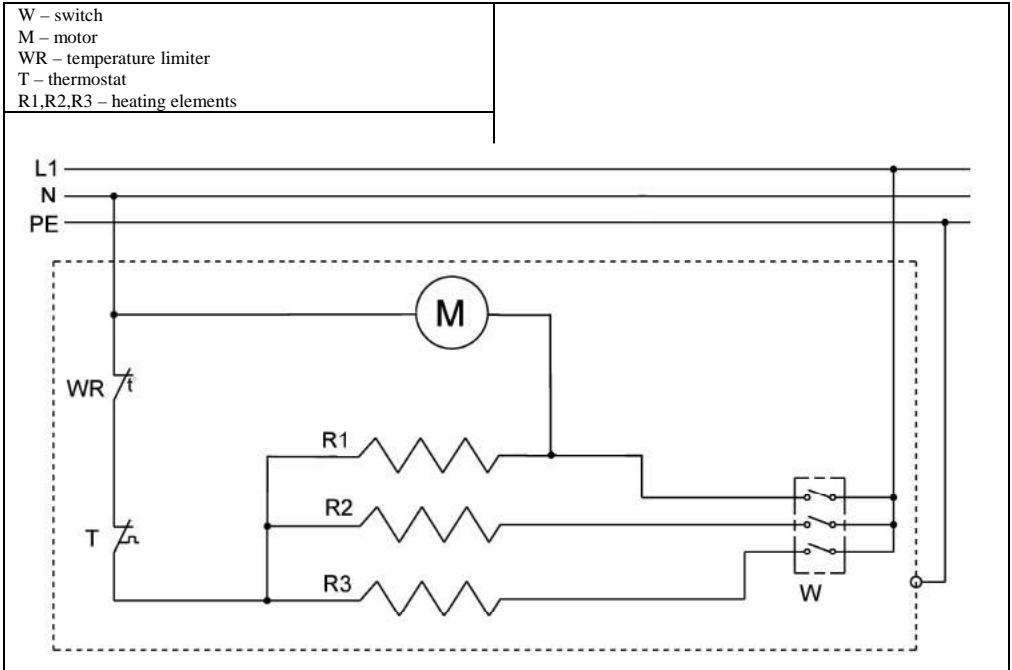 W – switch
M – motor
WR – temperature limiter
T – thermostat
R1,R2,R3 – heating elements
L1
N
PE
M
WR
t
R1
R2
T
R3
W